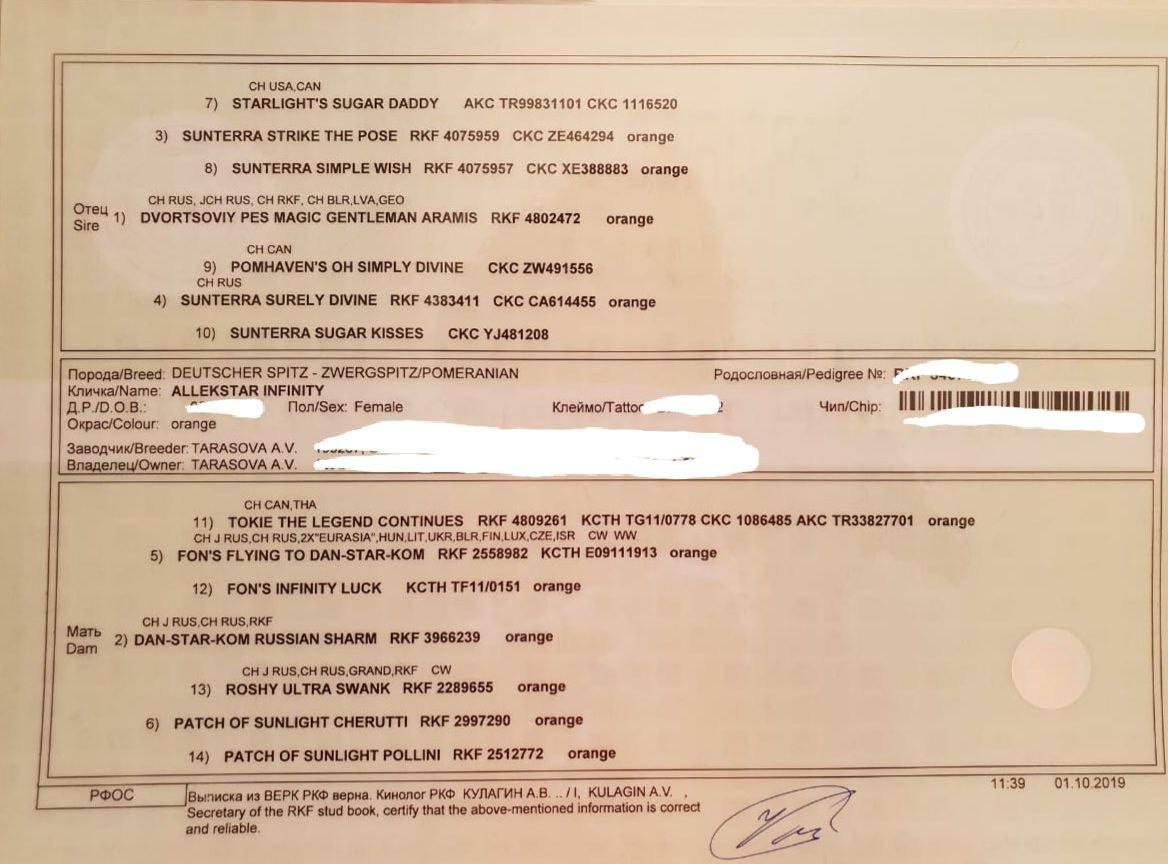 CH USA,CAN
7) STARLIGHT'S SUGAR DADDY AKC TR99831101 CKC 1116520
3) SUNTERRA STRIKE THE POSE RKF 4075959 CKC ZE464294 orange
8) SUNTERRA SIMPLE WISH RKF 4075957 CKC XE388883 orange
CH RUS, JCH RUS, CH RKF, CH BLR,LVA,GEO
Отец Sire 1) DVORTSOVIY PES MAGIC GENTLEMAN ARAMIS RKF 4802472 orange
CH CAN
9) POMHAVEN'S OH SIMPLY DIVINE CKC ZW491556
CH RUS
4) SUNTERRA SURELY DIVINE RKF 4383411 CKC CA614455 orange
10) SUNTERRA SUGAR KISSES CKC YJ481208
Порода/Breed: DEUTSCHER SPITZ - ZWERGSPITZ/POMERANIAN Родословная/Pedigree №:
Кличка/Name: ALLEKSTAR INFINITY
Д.Р./D.O.B.: Пол/Sex: Female Клеймо/Tattoo 2 Чип/Chip:
Окрас/Colour: orange
Заводчик/Breeder: TARASOVA A.V.
Владелец/Owner: TARASOVA A.V.
CH CAN,THA
11) TOKIE THE LEGEND CONTINUES RKF 4809261 KCTH TG11/0778 CKC 1086485 AKC TR33827701 orange
CH J RUS,CH RUS,2X"EURASIA",HUN,LIT,UKR,BLR,FIN,LUX,CZE,ISR CW WW
5) FON'S FLYING TO DAN-STAR-KOM RKF 2558982 KCTH E09111913 orange
12) FON'S INFINITY LUCK KCTH TF11/0151 orange
CH J RUS,CH RUS,RKF
Мать Dam 2) DAN-STAR-KOM RUSSIAN SHARM RKF 3966239 orange
CH J RUS,CH RUS,GRAND,RKF CW
13) ROSHY ULTRA SWANK RKF 2289655 orange
6) PATCH OF SUNLIGHT CHERUTTI RKF 2997290 orange
14) PATCH OF SUNLIGHT POLLINI RKF 2512772 orange
11:39 01.10.2019
РФОС
Выписка из ВЕРК РКФ верна. Кинолог РКФ КУЛАГИН А.В. .. / I, KULAGIN A.V. ,
Secretary of the RKF stud book, certify that the above-mentioned information is correct
and reliable.